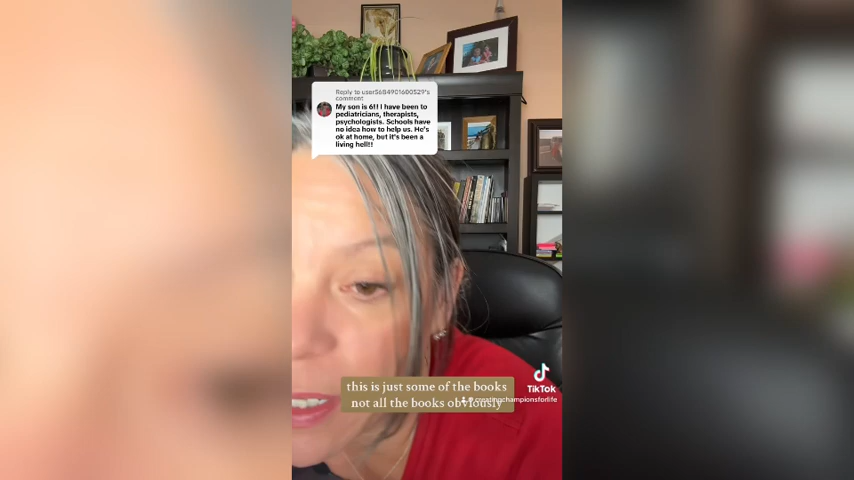 Reply to user5684901600529's
comment
My son is 6!! I have been to
pediatricians, therapists,
psychologists. Schools have
no idea how to help us. He's
ok at home, but it's been a
living hell!!
this is just some of the books
not all the books obviously
TikTok
creatingchampionsforlife